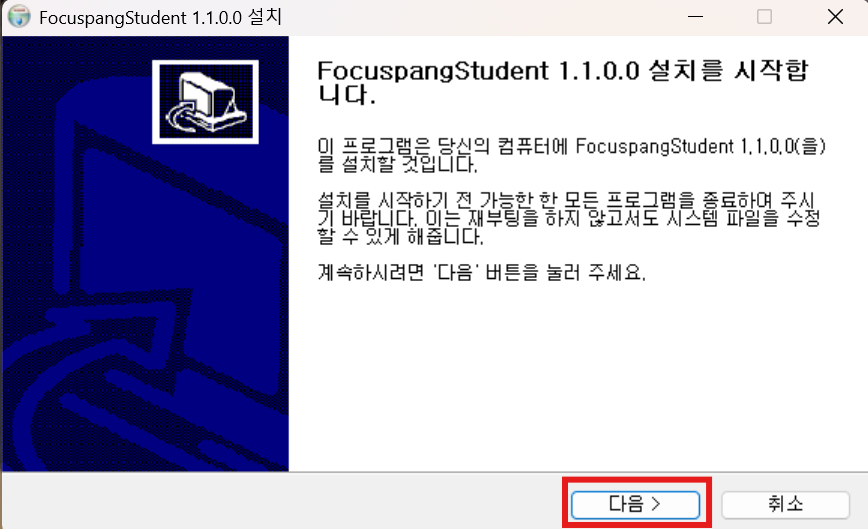 FocuspangStudent 1.1.0.0 설치
FocuspangStudent 1.1.0.0 설치를 시작합
니다.
이 프로그램은 당신의 컴퓨터에 FocuspangStudent 1.1.0.0(을)
를 설치할 것입니다.
설치를 시작하기 전 가능한 한 모든 프로그램을 종료하여 주시
기 바랍니다. 이는 재부팅을 하지 않고서도 시스템 파일을 수정
할 수 있게 해줍니다.
계속하시려면 '다음' 버튼을 눌러 주세요.
다음 >
취소